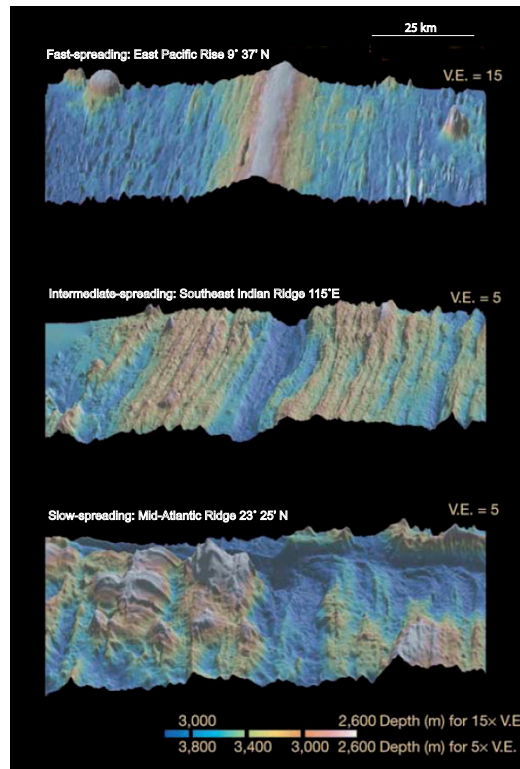 25 km
Fast-spreading: East Pacific Rise 9° 37' N
V.E. = 15
Intermediate-spreading: Southeast Indian Ridge 115°E
V.E. = 5
Slow-spreading: Mid-Atlantic Ridge 23° 25' N
V.E. = 5
3,000 2,600 Depth (m) for 15x V.E
3,800 3,400 3,000 2,600 Depth (m) for 5x V.E.